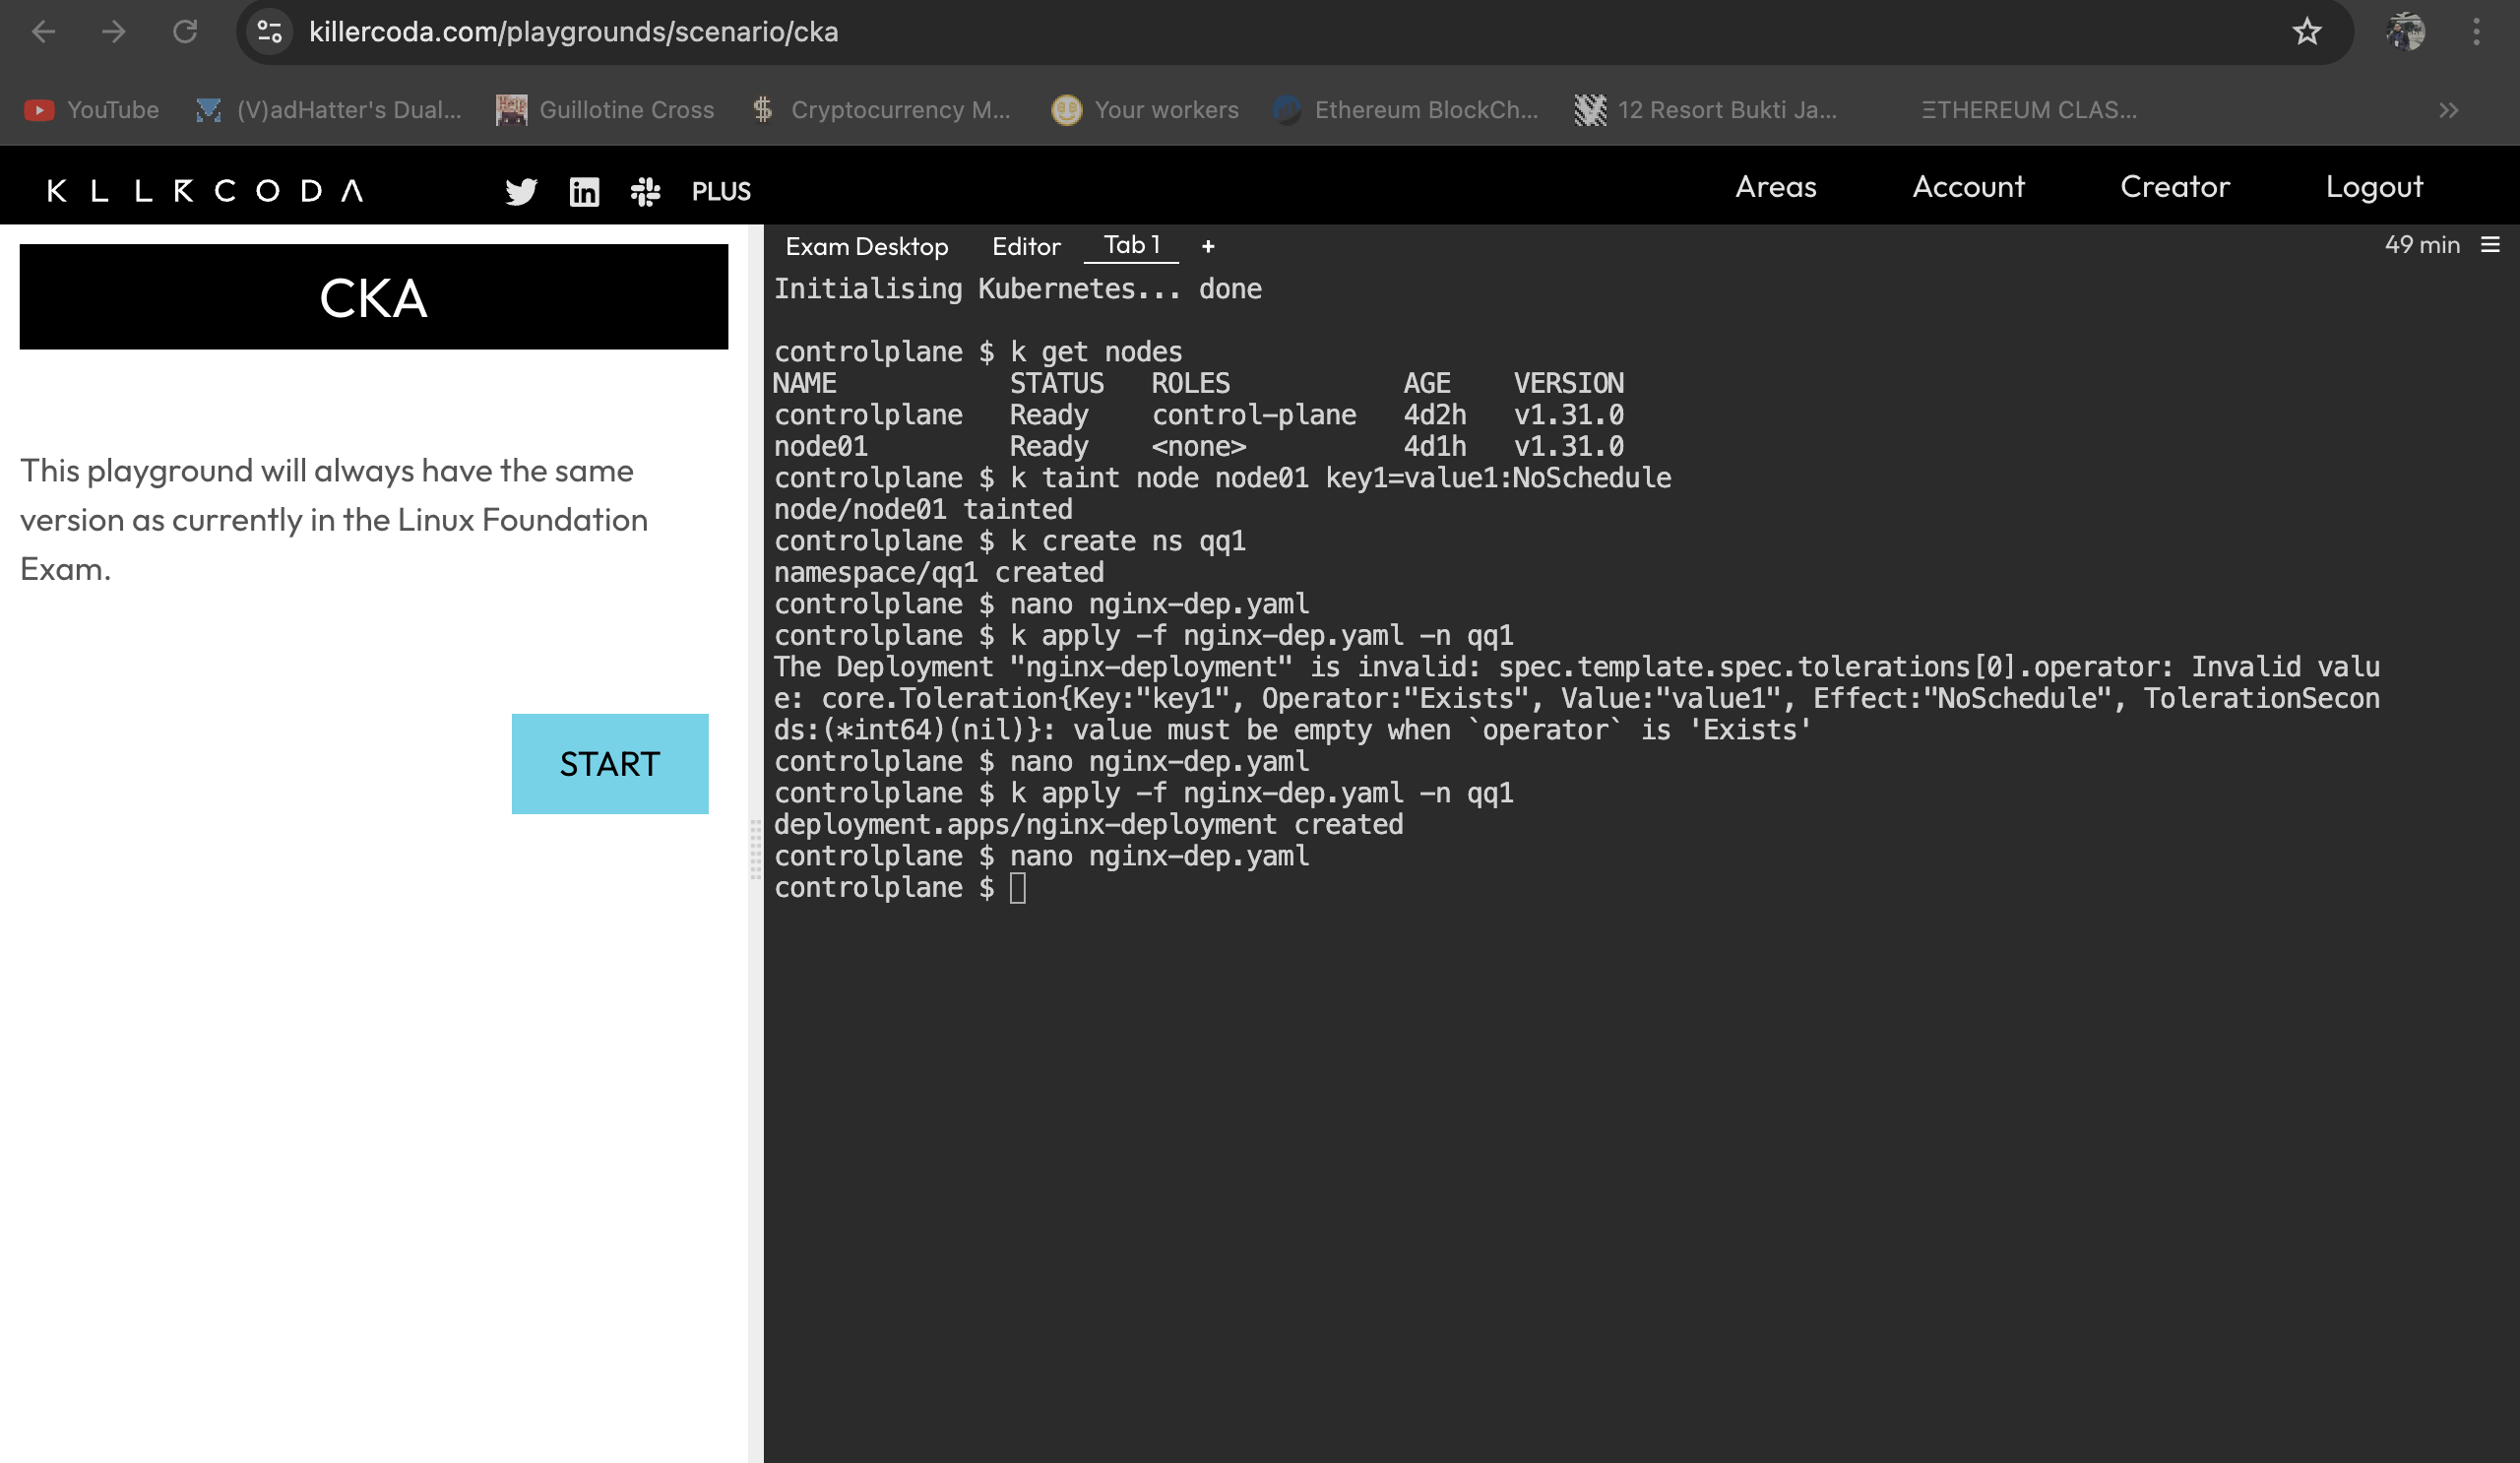 killercoda.com/playgrounds/scenario/cka
YouTube
(V)adHatter's Dual...
Guillotine Cross
Cryptocurrency M...
Your workers
Ethereum BlockCh...
12 Resort Bukti Ja...
ΞTHEREUM CLAS...
KLLRCODA
PLUS
Areas
Account
Creator
Logout
CKA
This playground will always have the same
version as currently in the Linux Foundation
Exam.
START
Exam Desktop
Editor
Tab 1
+
49 min
Initialising Kubernetes... done
controlplane $ k get nodes
NAME STATUS ROLES AGE VERSION
controlplane Ready control-plane 4d2h v1.31.0
node01 Ready <none> 4d1h v1.31.0
controlplane $ k taint node node01 key1=value1:NoSchedule
node/node01 tainted
controlplane $ k create ns qq1
namespace/qq1 created
controlplane $ nano nginx-dep.yaml
controlplane $ k apply -f nginx-dep.yaml -n qq1
The Deployment "nginx-deployment" is invalid: spec.template.spec.tolerations[0].operator: Invalid valu
e: core.Toleration{Key:"key1", Operator:"Exists", Value:"value1", Effect:"NoSchedule", TolerationSecon
ds:(*int64)(nil)}: value must be empty when `operator` is 'Exists'
controlplane $ nano nginx-dep.yaml
controlplane $ k apply -f nginx-dep.yaml -n qq1
deployment.apps/nginx-deployment created
controlplane $ nano nginx-dep.yaml
controlplane $